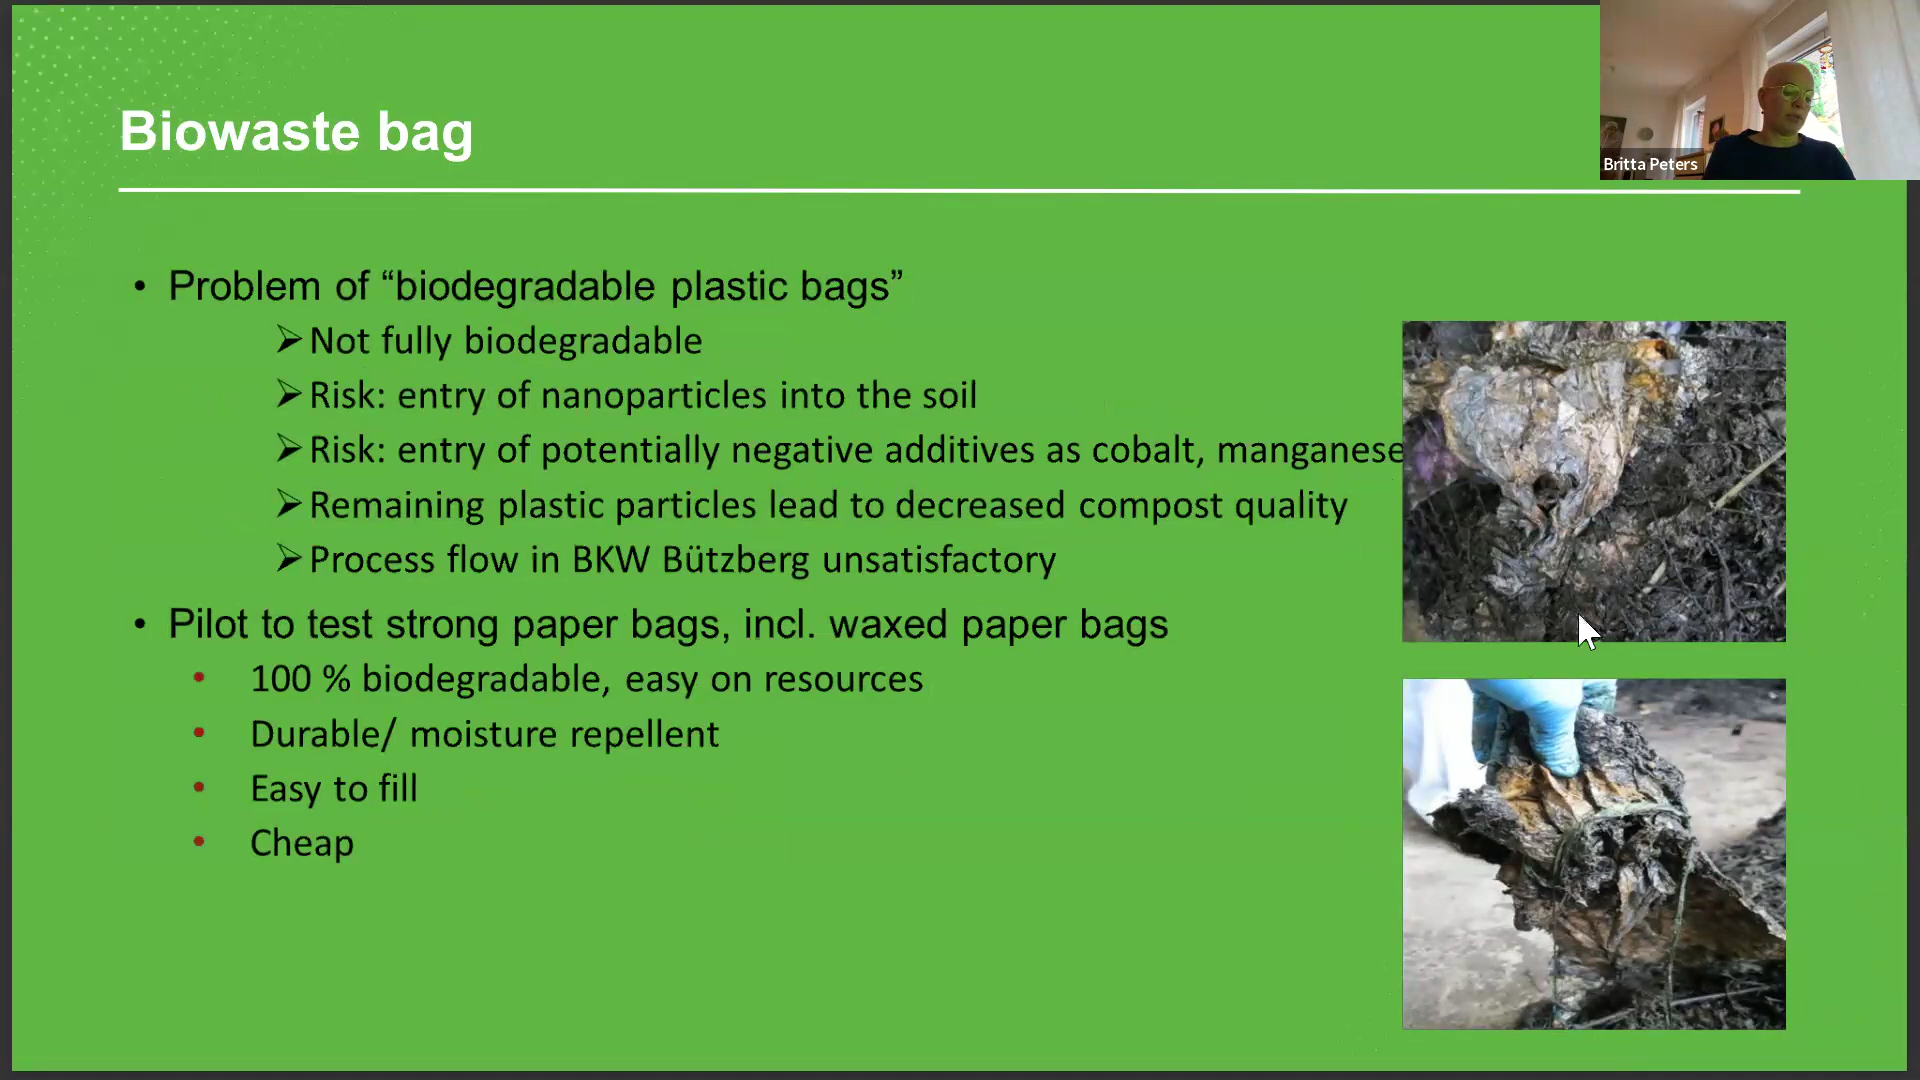 Biowaste bag
Britta Peters
• Problem of “biodegradable plastic bags”
➢Not fully biodegradable
➢Risk: entry of nanoparticles into the soil
➢Risk: entry of potentially negative additives as cobalt, manganese
➢Remaining plastic particles lead to decreased compost quality
➢Process flow in BKW Bützberg unsatisfactory
• Pilot to test strong paper bags, incl. waxed paper bags
• 100 % biodegradable, easy on resources
• Durable/ moisture repellent
• Easy to fill
• Cheap